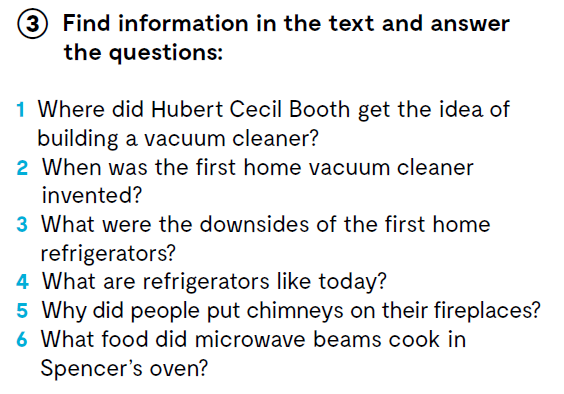 3 Find information in the text and answer
the questions:
1 Where did Hubert Cecil Booth get the idea of
building a vacuum cleaner?
2 When was the first home vacuum cleaner
invented?
3 What were the downsides of the first home
refrigerators?
4 What are refrigerators like today?
5 Why did people put chimneys on their fireplaces?
6 What food did microwave beams cook in
Spencer's oven?